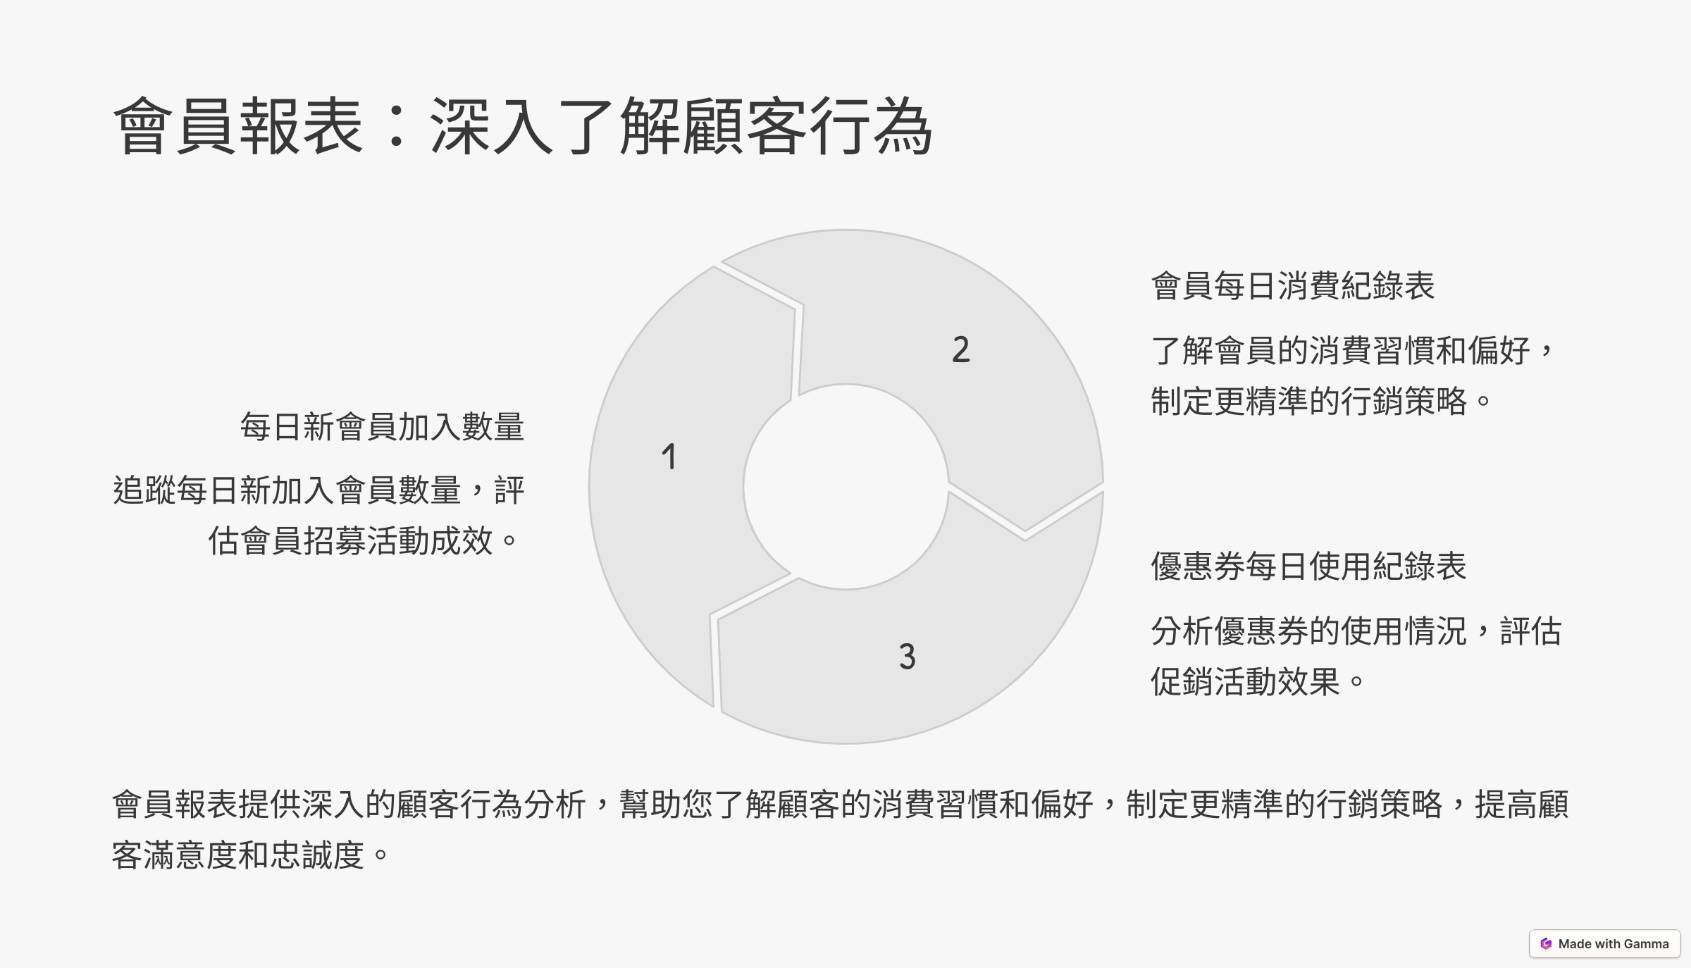 會員報表：深入了解顧客行為
每日新會員加入數量
追蹤每日新加入會員數量，評
估會員招募活動成效。
1
2
3
會員每日消費紀錄表
了解會員的消費習慣和偏好，
制定更精準的行銷策略。
優惠券每日使用紀錄表
分析優惠券的使用情況，評估
促銷活動效果。
會員報表提供深入的顧客行為分析，幫助您了解顧客的消費習慣和偏好，制定更精準的行銷策略，提高顧
客滿意度和忠誠度。
Made with Gamma